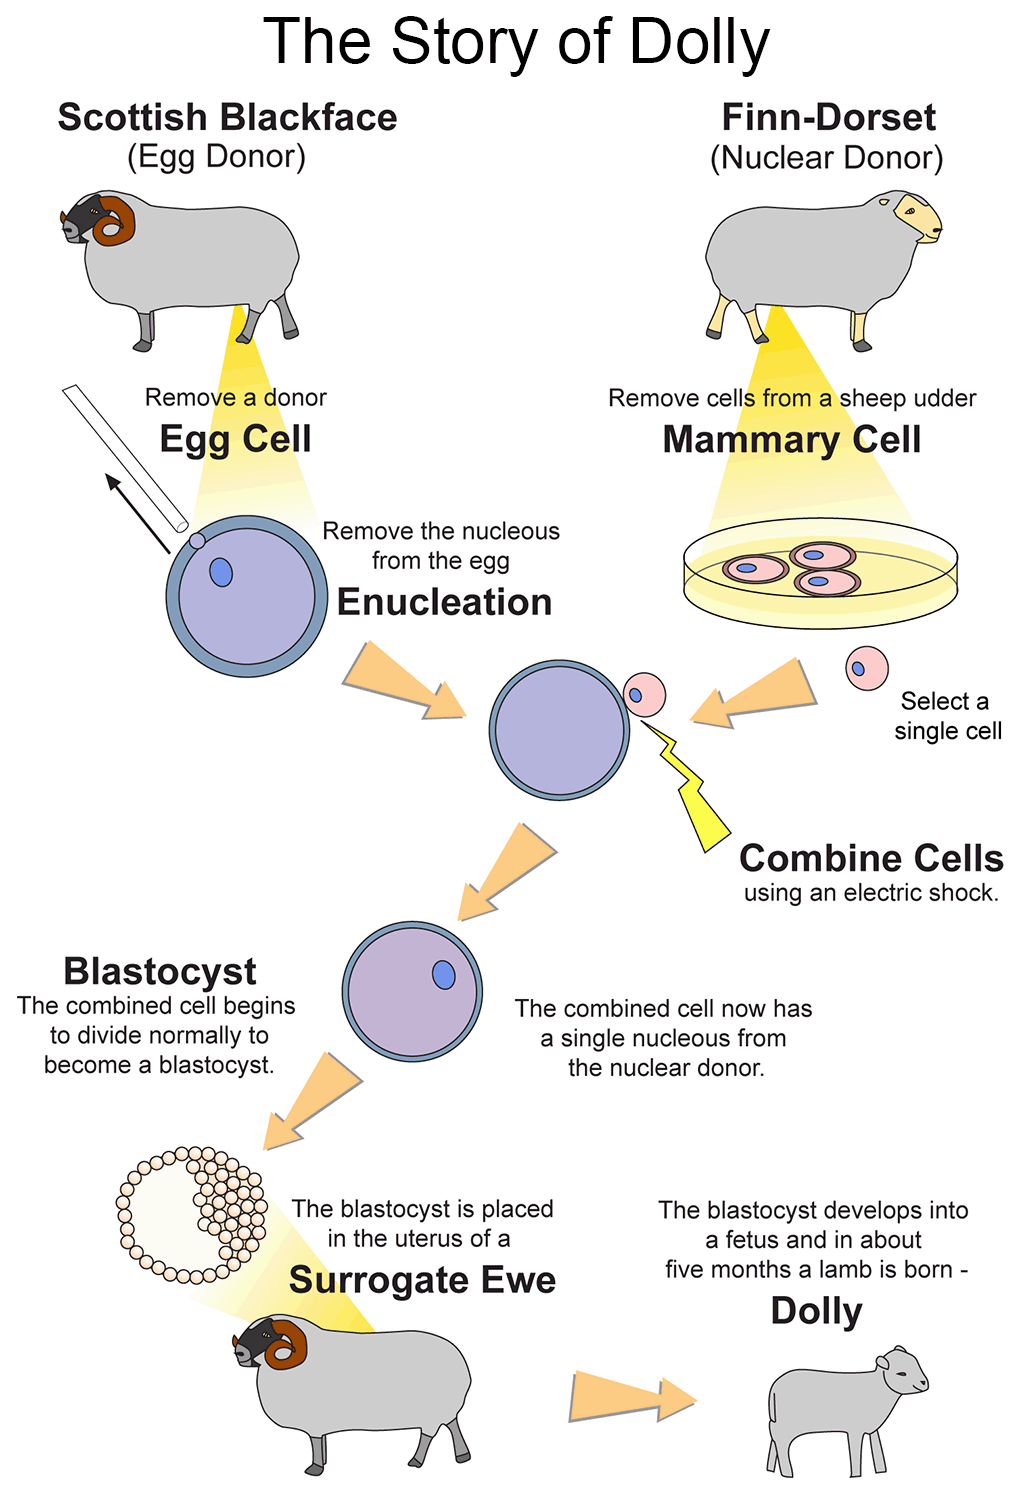 The Story of Dolly
Scottish Blackface
(Egg Donor)
Finn-Dorset
(Nuclear Donor)
Remove a donor
Egg Cell
Remove cells from a sheep udder
Mammary Cell
Remove the nucleous
from the egg
Enucleation
Select a
single cell
Combine Cells
using an electric shock.
Blastocyst
The combined cell begins
to divide normally to
become a blastocyst.
The combined cell now has
a single nucleous from
the nuclear donor.
The blastocyst is placed
in the uterus of a
Surrogate Ewe
The blastocyst develops into
a fetus and in about
five months a lamb is born -
Dolly